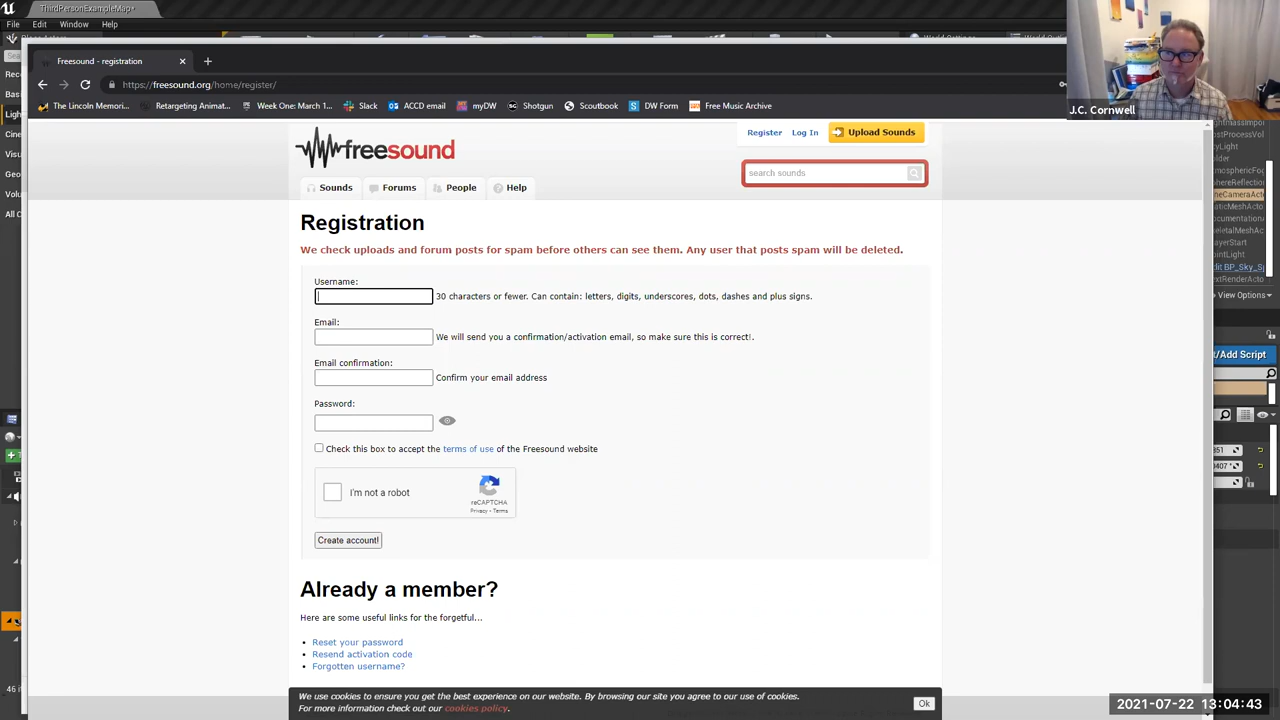 ThirdPersonExampleMap*
File Edit Window Help
Freesound - registration
https://freesound.org/home/register/
The Lincoln Memori... Retargeting Animat... Week One: March 1... Slack ACCD email myDW Shotgun Scoutbook DW Form Free Music Archive
J.C. Cornwell
Register Log In Upload Sounds
freesound
search sounds
Sounds Forums People Help
Registration
We check uploads and forum posts for spam before others can see them. Any user that posts spam will be deleted.
Username:
30 characters or fewer. Can contain: letters, digits, underscores, dots, dashes and plus signs.
Email:
We will send you a confirmation/activation email, so make sure this is correct!.
Email confirmation:
Confirm your email address
Password:
Check this box to accept the terms of use of the Freesound website
I'm not a robot
reCAPTCHA
Privacy - Terms
Create account!
Already a member?
Here are some useful links for the forgetful...
Reset your password
Resend activation code
Forgotten username?
We use cookies to ensure you get the best experience on our website. By browsing our site you agree to our use of cookies.
For more information check out our cookies policy.
Ok
View Options
t/Add Script
2021-07-22 13:04:43